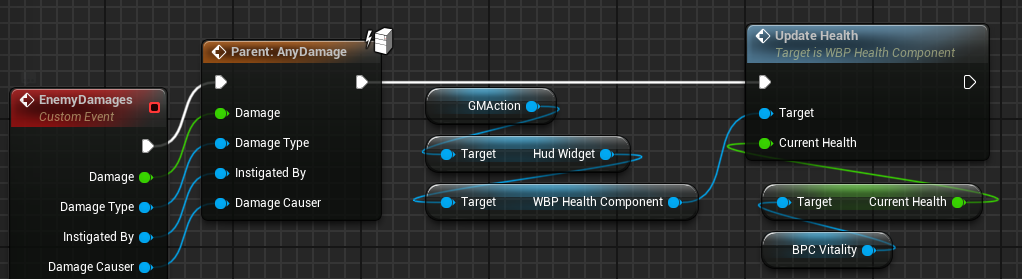 EnemyDamages
Custom Event
Damage
Damage Type
Instigated By
Damage Causer
Parent: AnyDamage
Damage
Damage Type
Instigated By
Damage Causer
GMAction
Target Hud Widget
Target WBP Health Component
Update Health
Target is WBP Health Component
Target
Current Health
Target Current Health
BPC Vitality